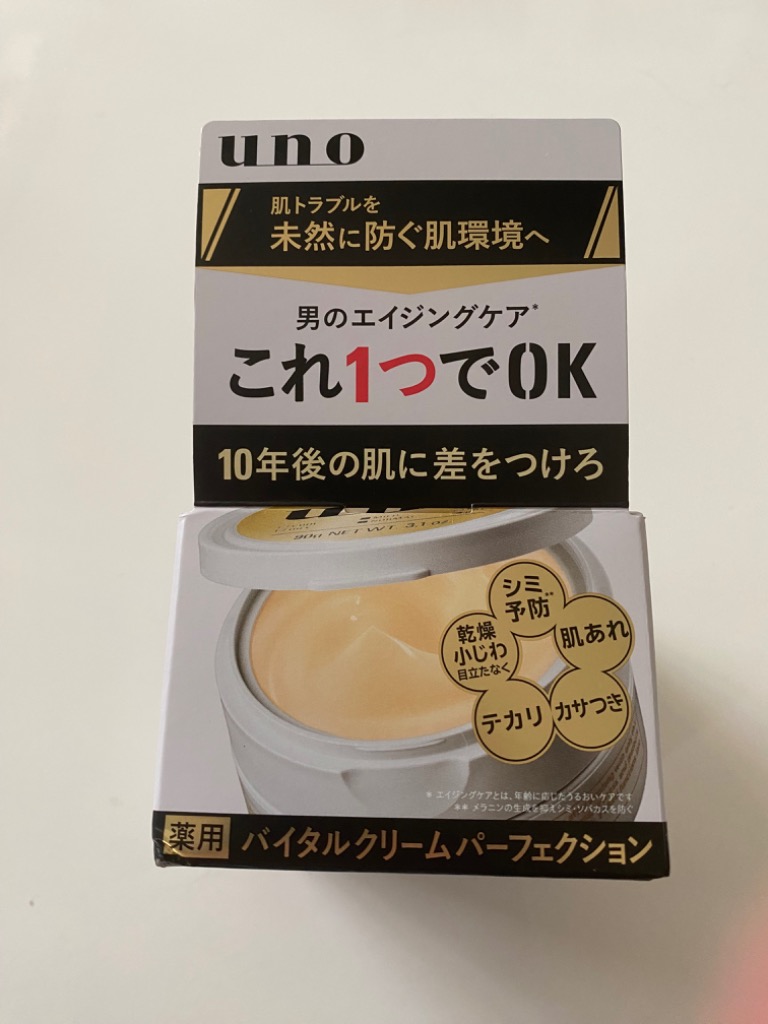 uno
肌トラブルを
未然に防ぐ肌環境へ
男のエイジングケア*
これ1つでOK
10年後の肌に差をつけろ
90g NET WT. 3.1 oz
シミ
予防**
乾燥
小じわ
目立たなく
肌あれ
テカリ
カサつき
* エイジングケアとは、年齢に応じたうるおいケアです
** メラニンの生成を抑えシミ・ソバカスを防ぐ
薬用 バイタルクリームパーフェクション